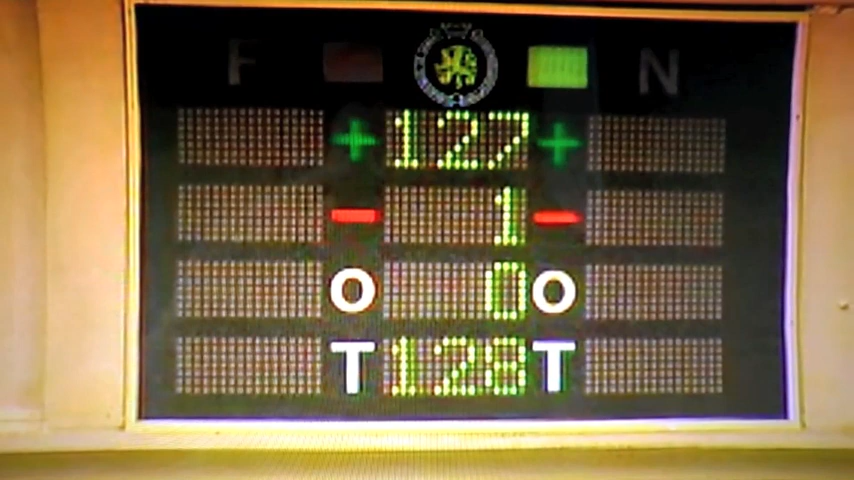 F N
+ 127 +
- 1 -
O 0 O
T 128 T